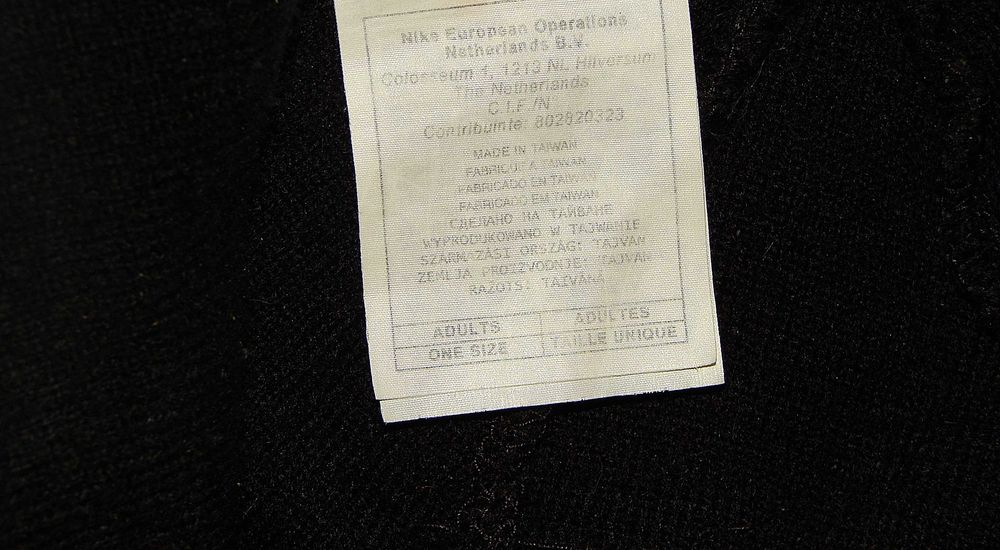 Nike European Operations
Netherlands B.V.
Colosseum 1, 1213 NL Hilversum
The Netherlands
C.I.F./N
Contribuinte: 802820323
MADE IN TAIWAN
FABRIQUE A TAIWAN
FABRICADO EN TAIWAN
FABRICADO EM TAIWAN
СДЕЛАНО НА ТАЙВАНЕ
WYPRODUKOWANO W TAJWANIE
SZÁRMAZÁSI ORSZÁG: TAJVAN
ZEMLJA PROIZVODNJE: TAJVAN
RAŽOTS: TAIVĀNĀ
ADULTS ADULTES
ONE SIZE TAILLE UNIQUE